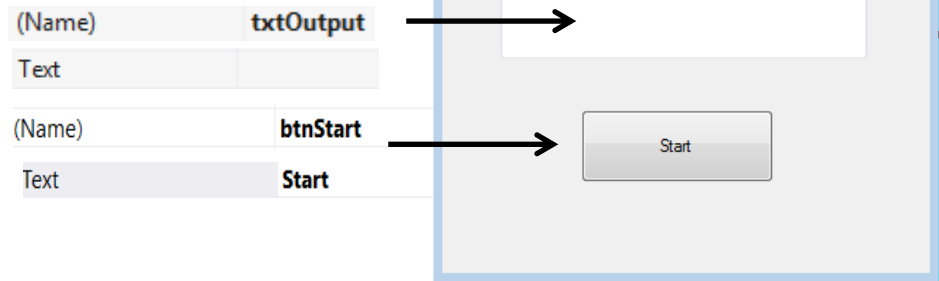 (Name) txtOutput
Text
(Name) btnStart
Start
Text Start